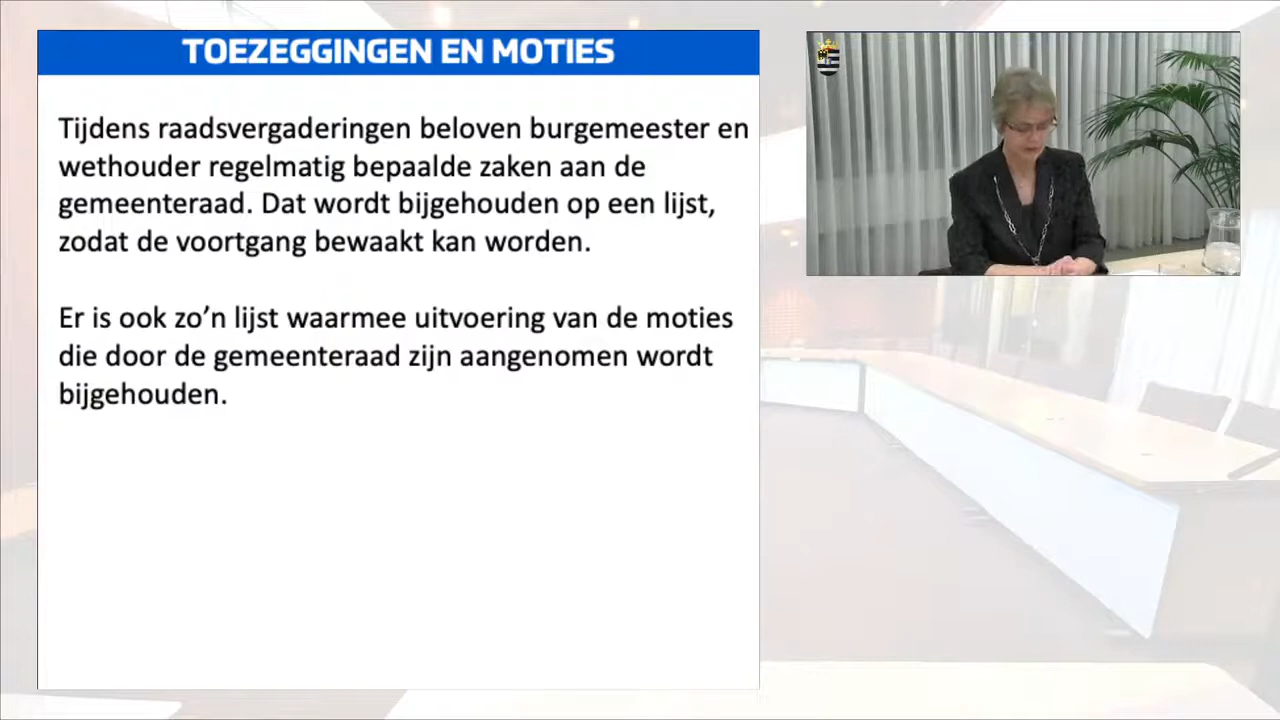 TOEZEGGINGEN EN MOTIES
Tijdens raadsvergaderingen beloven burgemeester en
wethouder regelmatig bepaalde zaken aan de
gemeenteraad. Dat wordt bijgehouden op een lijst,
zodat de voortgang bewaakt kan worden.
Er is ook zo’n lijst waarmee uitvoering van de moties
die door de gemeenteraad zijn aangenomen wordt
bijgehouden.